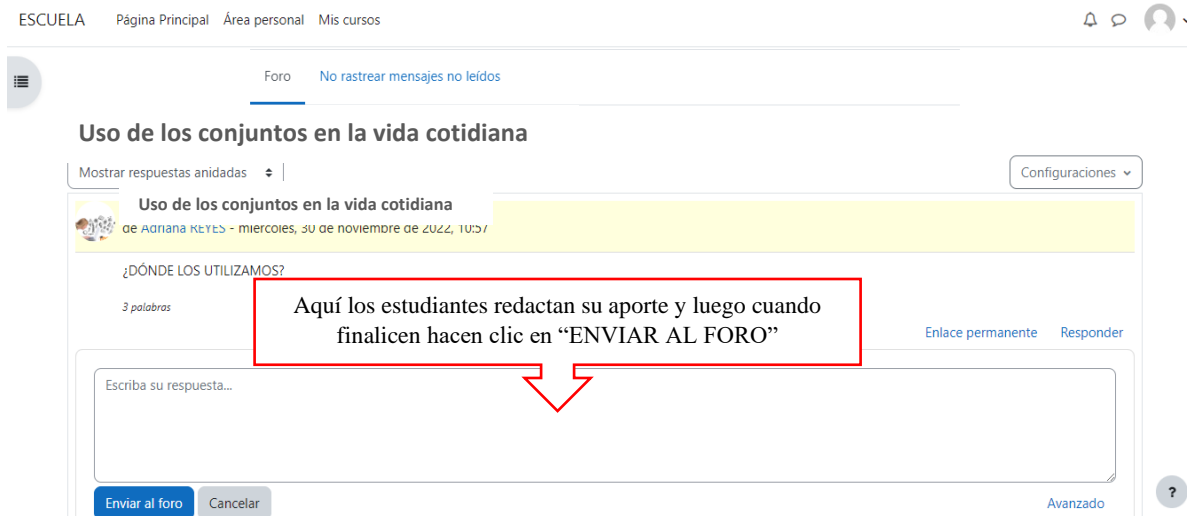 ESCUELA Página Principal Área personal Mis cursos
Foro No rastrear mensajes no leídos
Uso de los conjuntos en la vida cotidiana
Mostrar respuestas anidadas
Configuraciones
Uso de los conjuntos en la vida cotidiana
de Adriana REYES - miércoles, 30 de noviembre de 2022, 10:57
¿DÓNDE LOS UTILIZAMOS?
3 palabras
Aquí los estudiantes redactan su aporte y luego cuando
finalicen hacen clic en “ENVIAR AL FORO”
Enlace permanente Responder
Escriba su respuesta...
Enviar al foro Cancelar
Avanzado
?